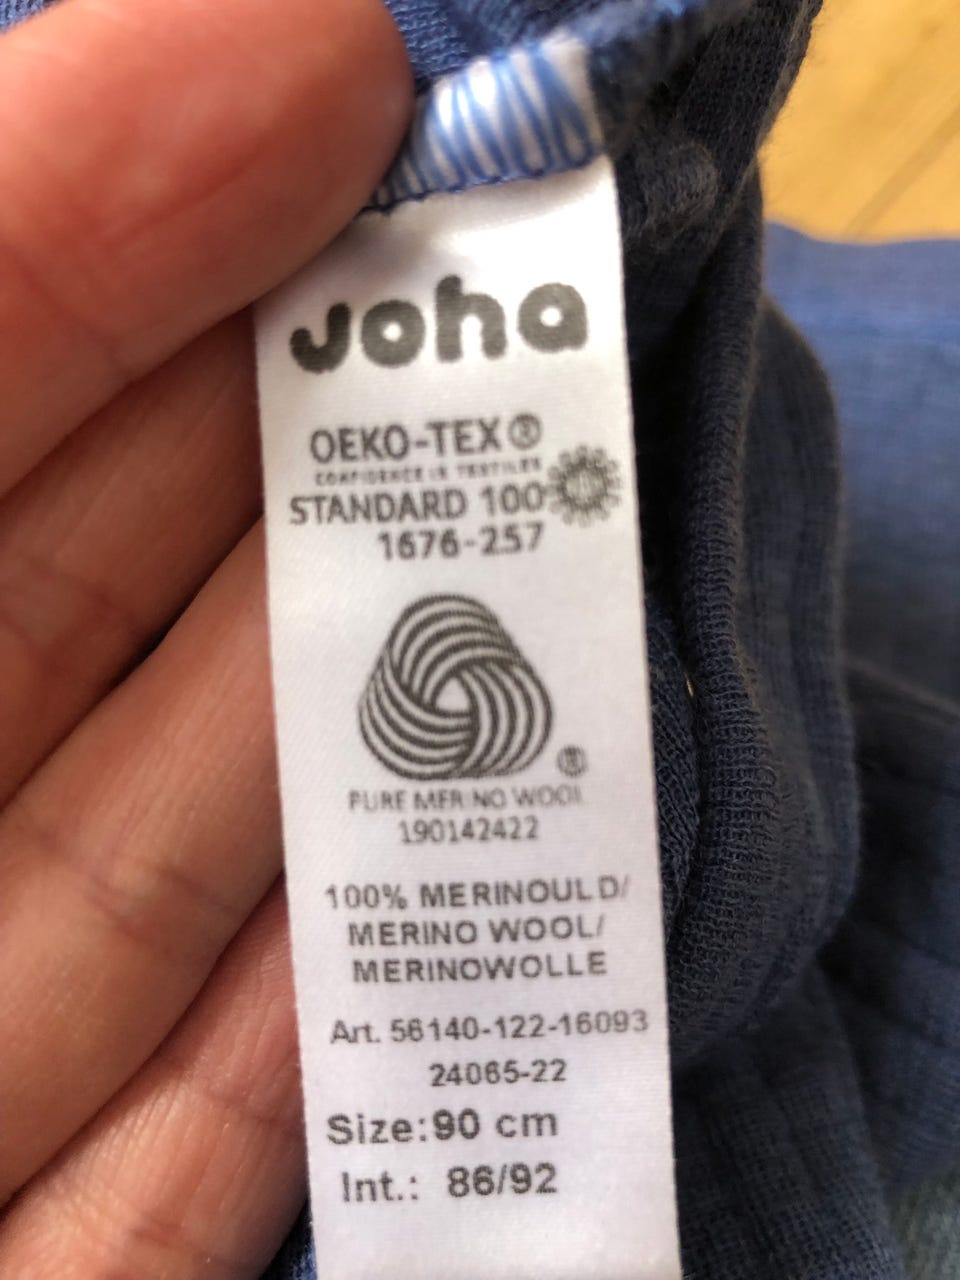 Joha
OEKO-TEX®
CONFIDENCE IN TEXTILES
STANDARD 100
1676-257
®
PURE MERINO WOOL
190142422
100% MERINOULD/
MERINO WOOL/
MERINOWOLLE
Art. 56140-122-16093
24065-22
Size:90 cm
Int.: 86/92